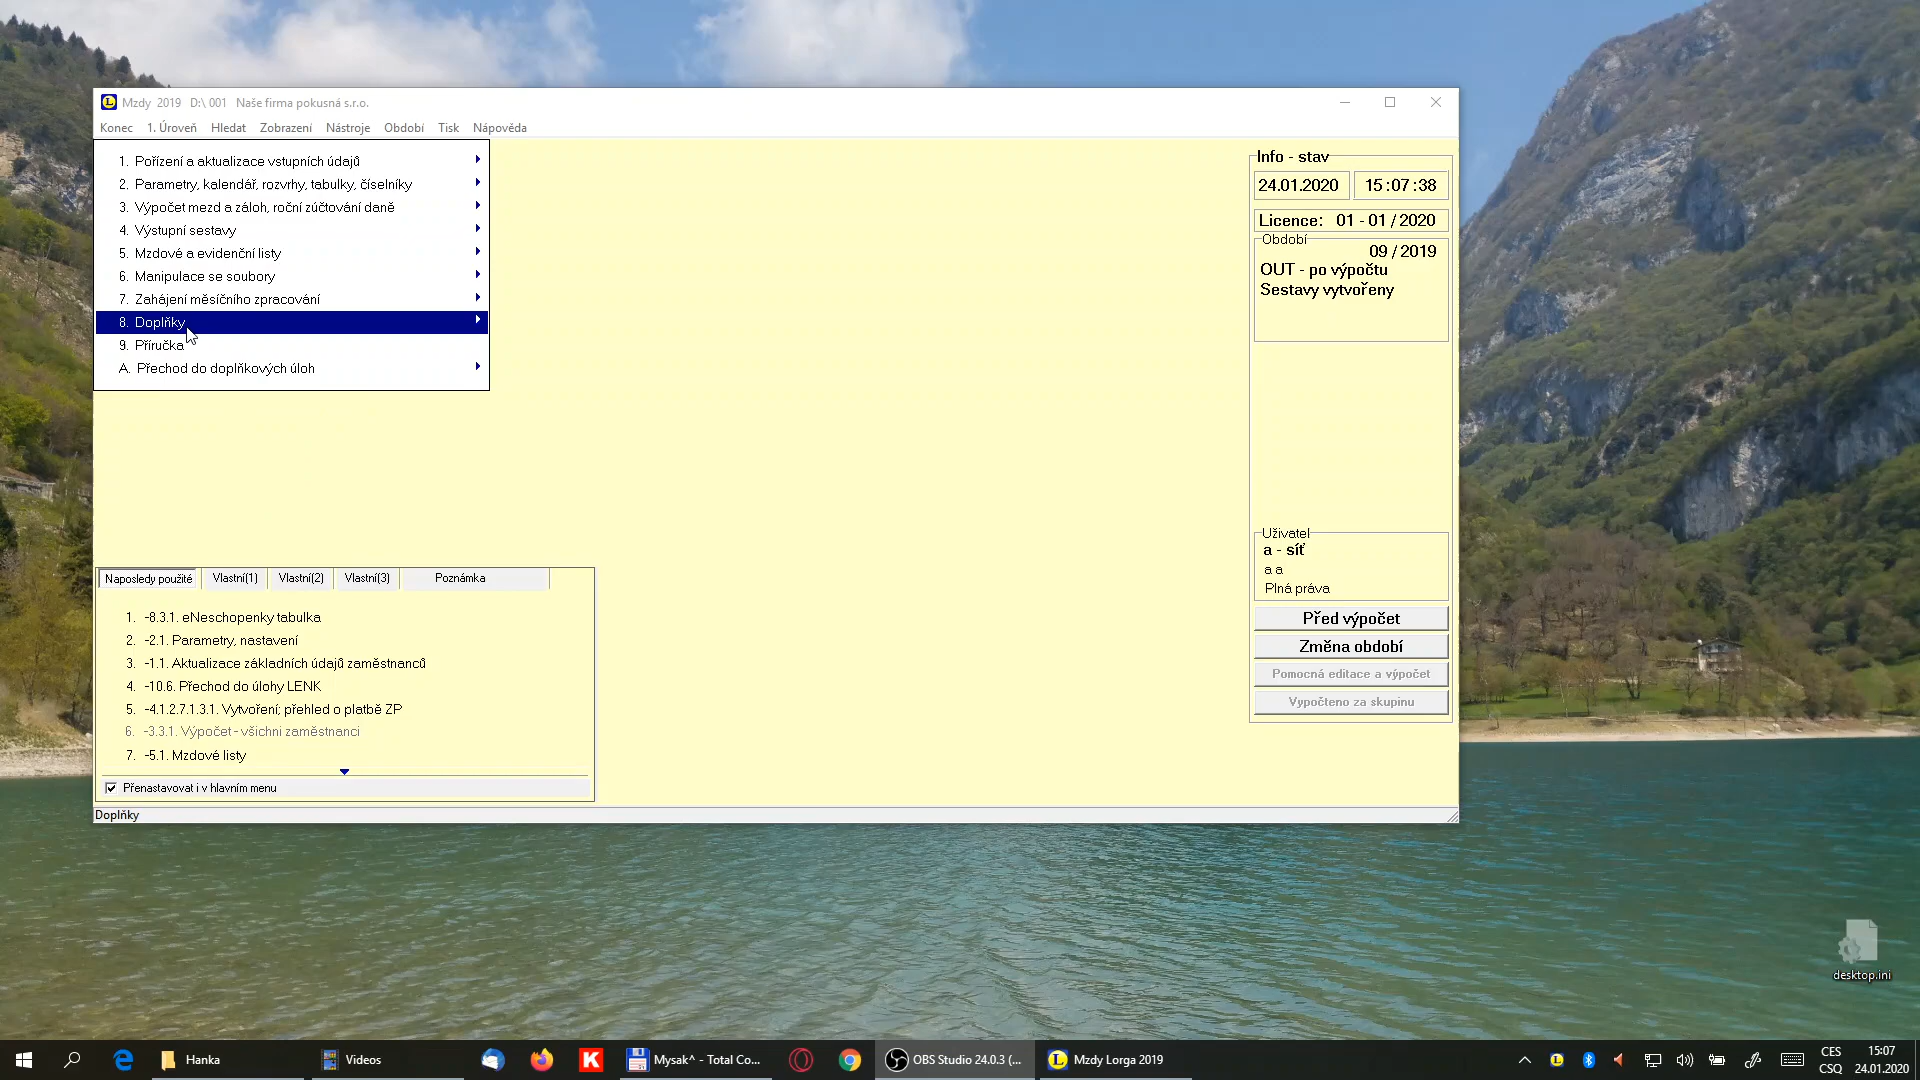 Mzdy 2019 D:\ 001 Naše firma pokusná s.r.o.
Konec 1. Úroveň Hledat Zobrazení Nástroje Období Tisk Nápověda
1. Pořízení a aktualizace vstupních údajů
2. Parametry, kalendář, rozvrhy, tabulky, číselníky
3. Výpočet mezd a záloh, roční zúčtování daně
4. Výstupní sestavy
5. Mzdové a evidenční listy
6. Manipulace se soubory
7. Zahájení měsíčního zpracování
8. Doplňky
9. Příručka
A. Přechod do doplňkových úloh
Info - stav
24.01.2020 15:07:38
Licence: 01 - 01 / 2020
Období
09 / 2019
OUT - po výpočtu
Sestavy vytvořeny
Uživatel
a - síť
a a
Plná práva
Před výpočet
Změna období
Pomocná editace a výpočet
Vypočteno za skupinu
Naposledy použité Vlastní(1) Vlastní(2) Vlastní(3) Poznámka
1. -8.3.1. eNeschopenky tabulka
2. -2.1. Parametry, nastavení
3. -1.1. Aktualizace základních údajů zaměstnanců
4. -10.6. Přechod do úlohy LENK
5. -4.1.2.7.1.3.1. Vytvoření; přehled o platbě ZP
6. -3.3.1. Výpočet - všichni zaměstnanci
7. -5.1. Mzdové listy
Přenastavovat i v hlavním menu
Doplňky
desktop.ini
Hanka Videos Mysak^ - Total Co... OBS Studio 24.0.3 (... Mzdy Lorga 2019
CES
CSQ
15:07
24.01.2020